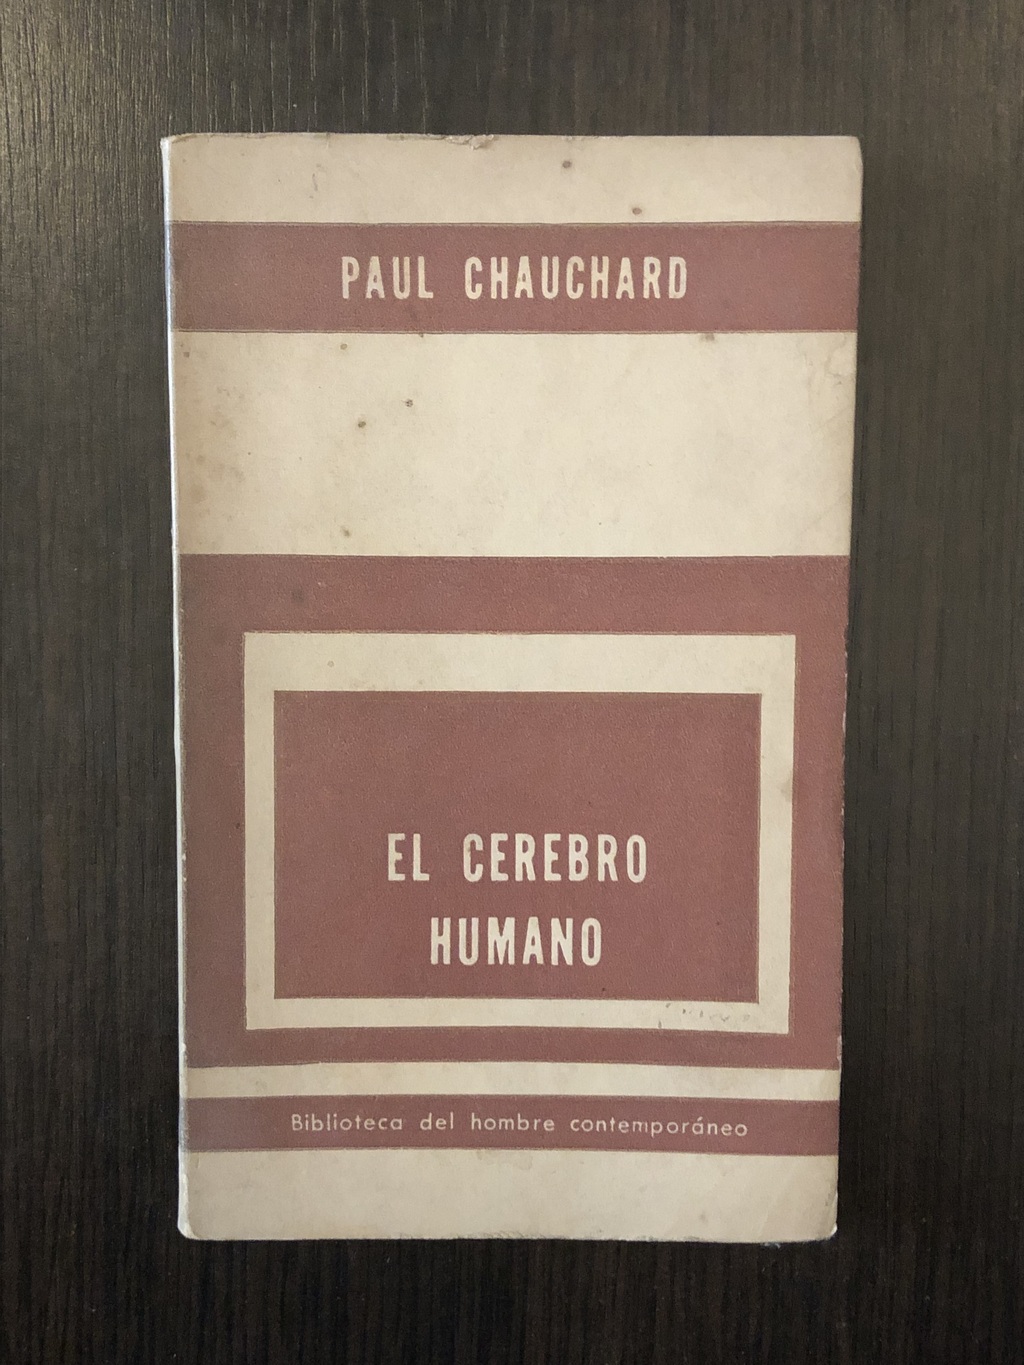 PAUL CHAUCHARD
EL CEREBRO
HUMANO
Biblioteca del hombre contemporáneo